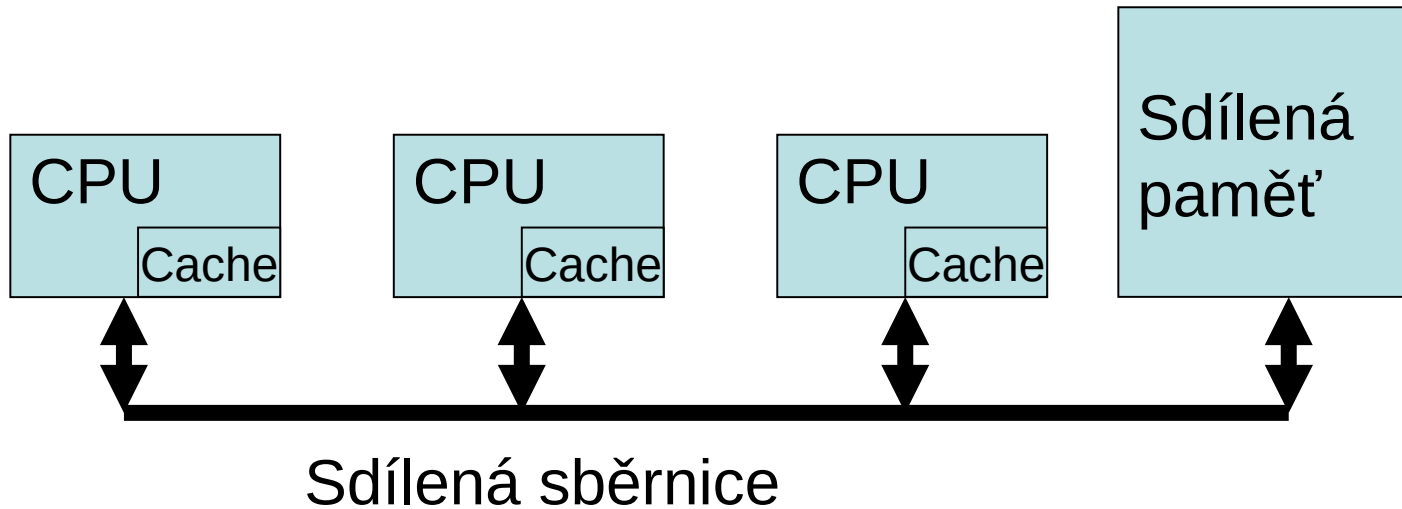 CPU
Cache
CPU
Cache
CPU
Cache
Sdílená
paměť
Sdílená sběrnice